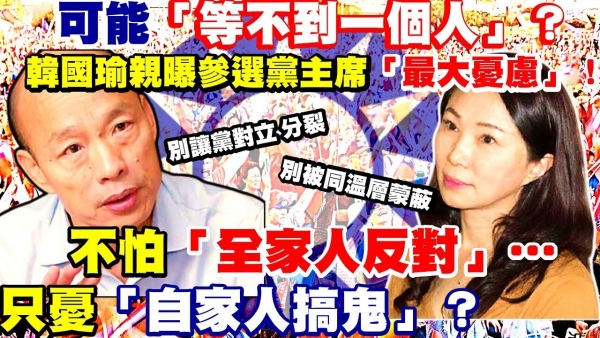 可能「等不到一個人」？
韓國瑜親曝參選黨主席「最大憂慮」！
別讓黨對立、分裂
別被同溫層蒙蔽
不怕「全家人反對」…
只憂「自家人搞鬼」？